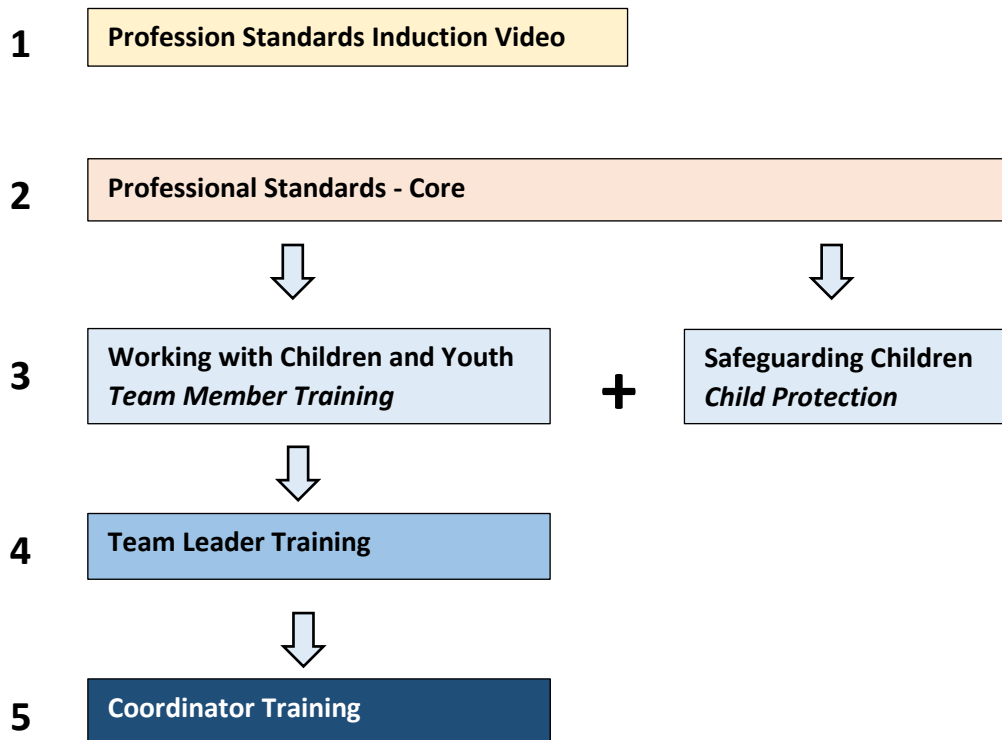 1
Profession Standards Induction Video
2
Professional Standards - Core
3
Working with Children and Youth
Team Member Training
+
Safeguarding Children
Child Protection
4
Team Leader Training
5
Coordinator Training